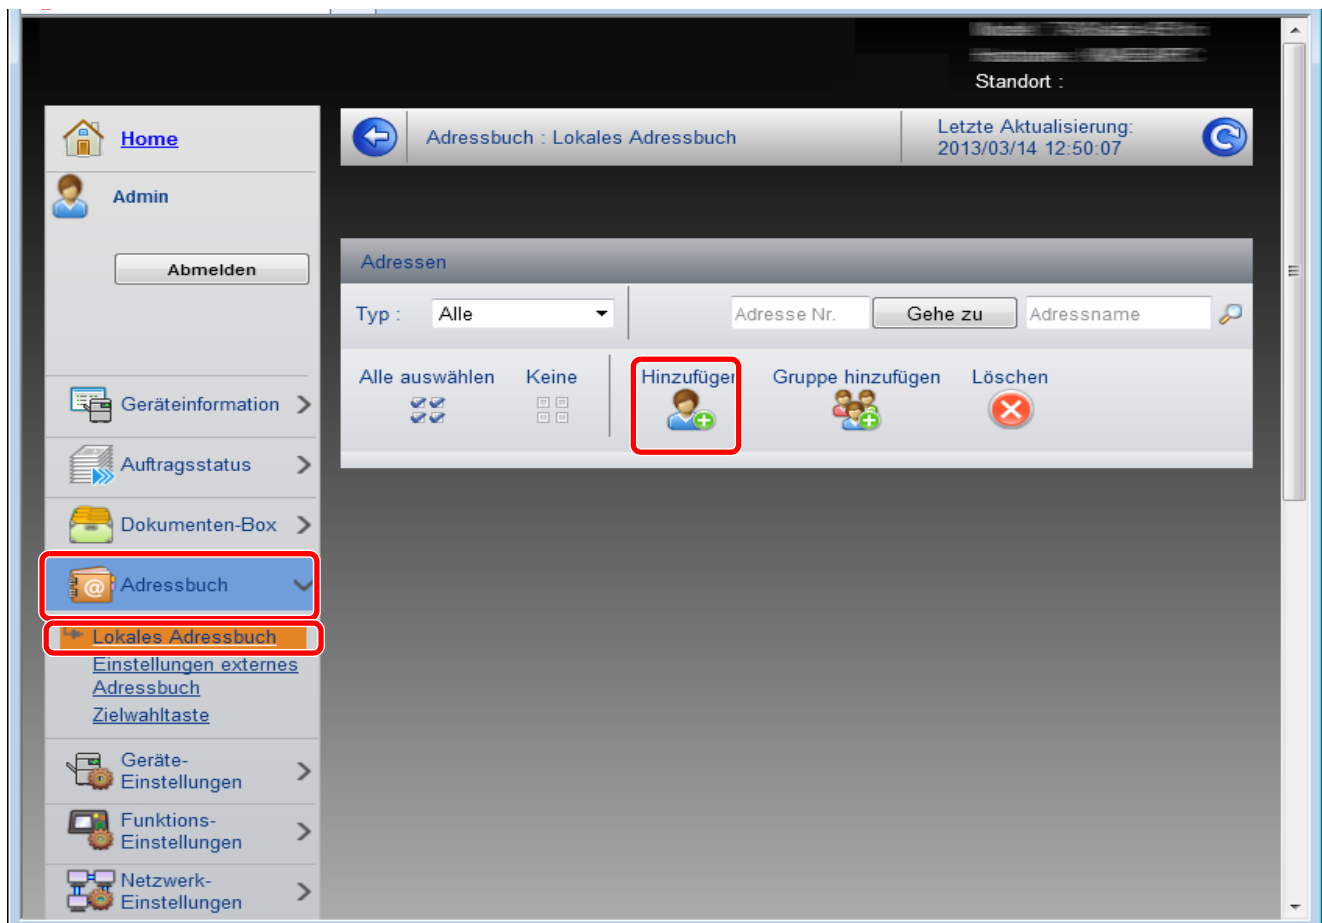 Standort :
Home
Admin
Abmelden
Adressbuch : Lokales Adressbuch
Letzte Aktualisierung:
2013/03/14 12:50:07
Adressen
Typ :
Alle
Adresse Nr.
Gehe zu
Adressname
Alle auswählen
Keine
Hinzufügen
Gruppe hinzufügen
Löschen
Geräteinformation
Auftragsstatus
Dokumenten-Box
Adressbuch
Lokales Adressbuch
Einstellungen externes
Adressbuch
Zielwahltaste
Geräte-
Einstellungen
Funktions-
Einstellungen
Netzwerk-
Einstellungen